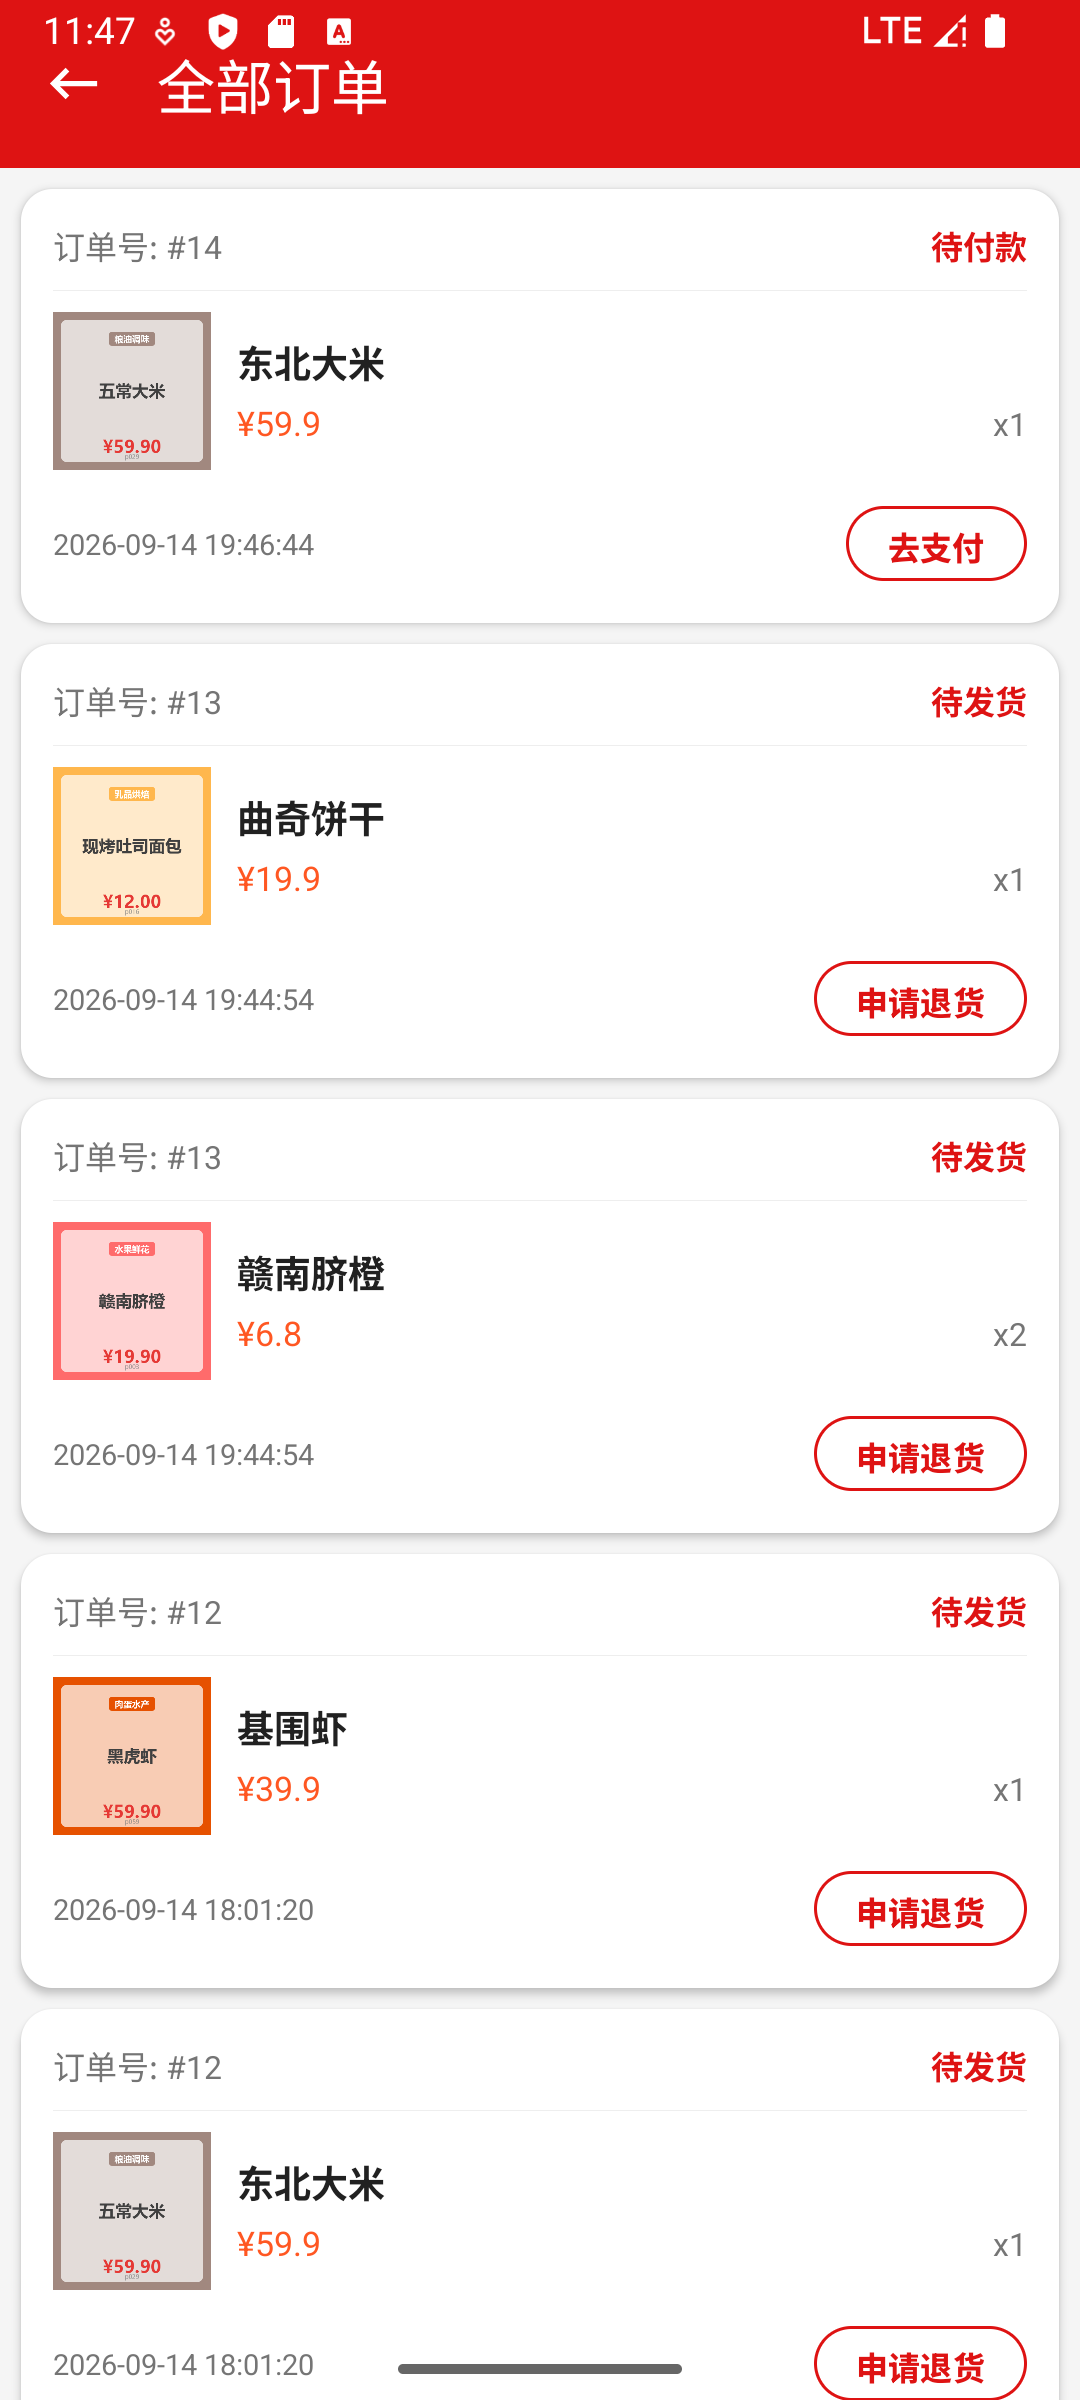 11:47
LTE
全部订单
订单号: #14
待付款
粮油调味
五常大米
¥59.90
p029
东北大米
¥59.9
x1
2026-09-14 19:46:44
去支付
订单号: #13
待发货
乳品烘焙
现烤吐司面包
¥12.00
p016
曲奇饼干
¥19.9
x1
2026-09-14 19:44:54
申请退货
订单号: #13
待发货
水果鲜花
赣南脐橙
¥19.90
p003
赣南脐橙
¥6.8
x2
2026-09-14 19:44:54
申请退货
订单号: #12
待发货
肉蛋水产
黑虎虾
¥59.90
p059
基围虾
¥39.9
x1
2026-09-14 18:01:20
申请退货
订单号: #12
待发货
粮油调味
五常大米
¥59.90
p029
东北大米
¥59.9
x1
2026-09-14 18:01:20
申请退货